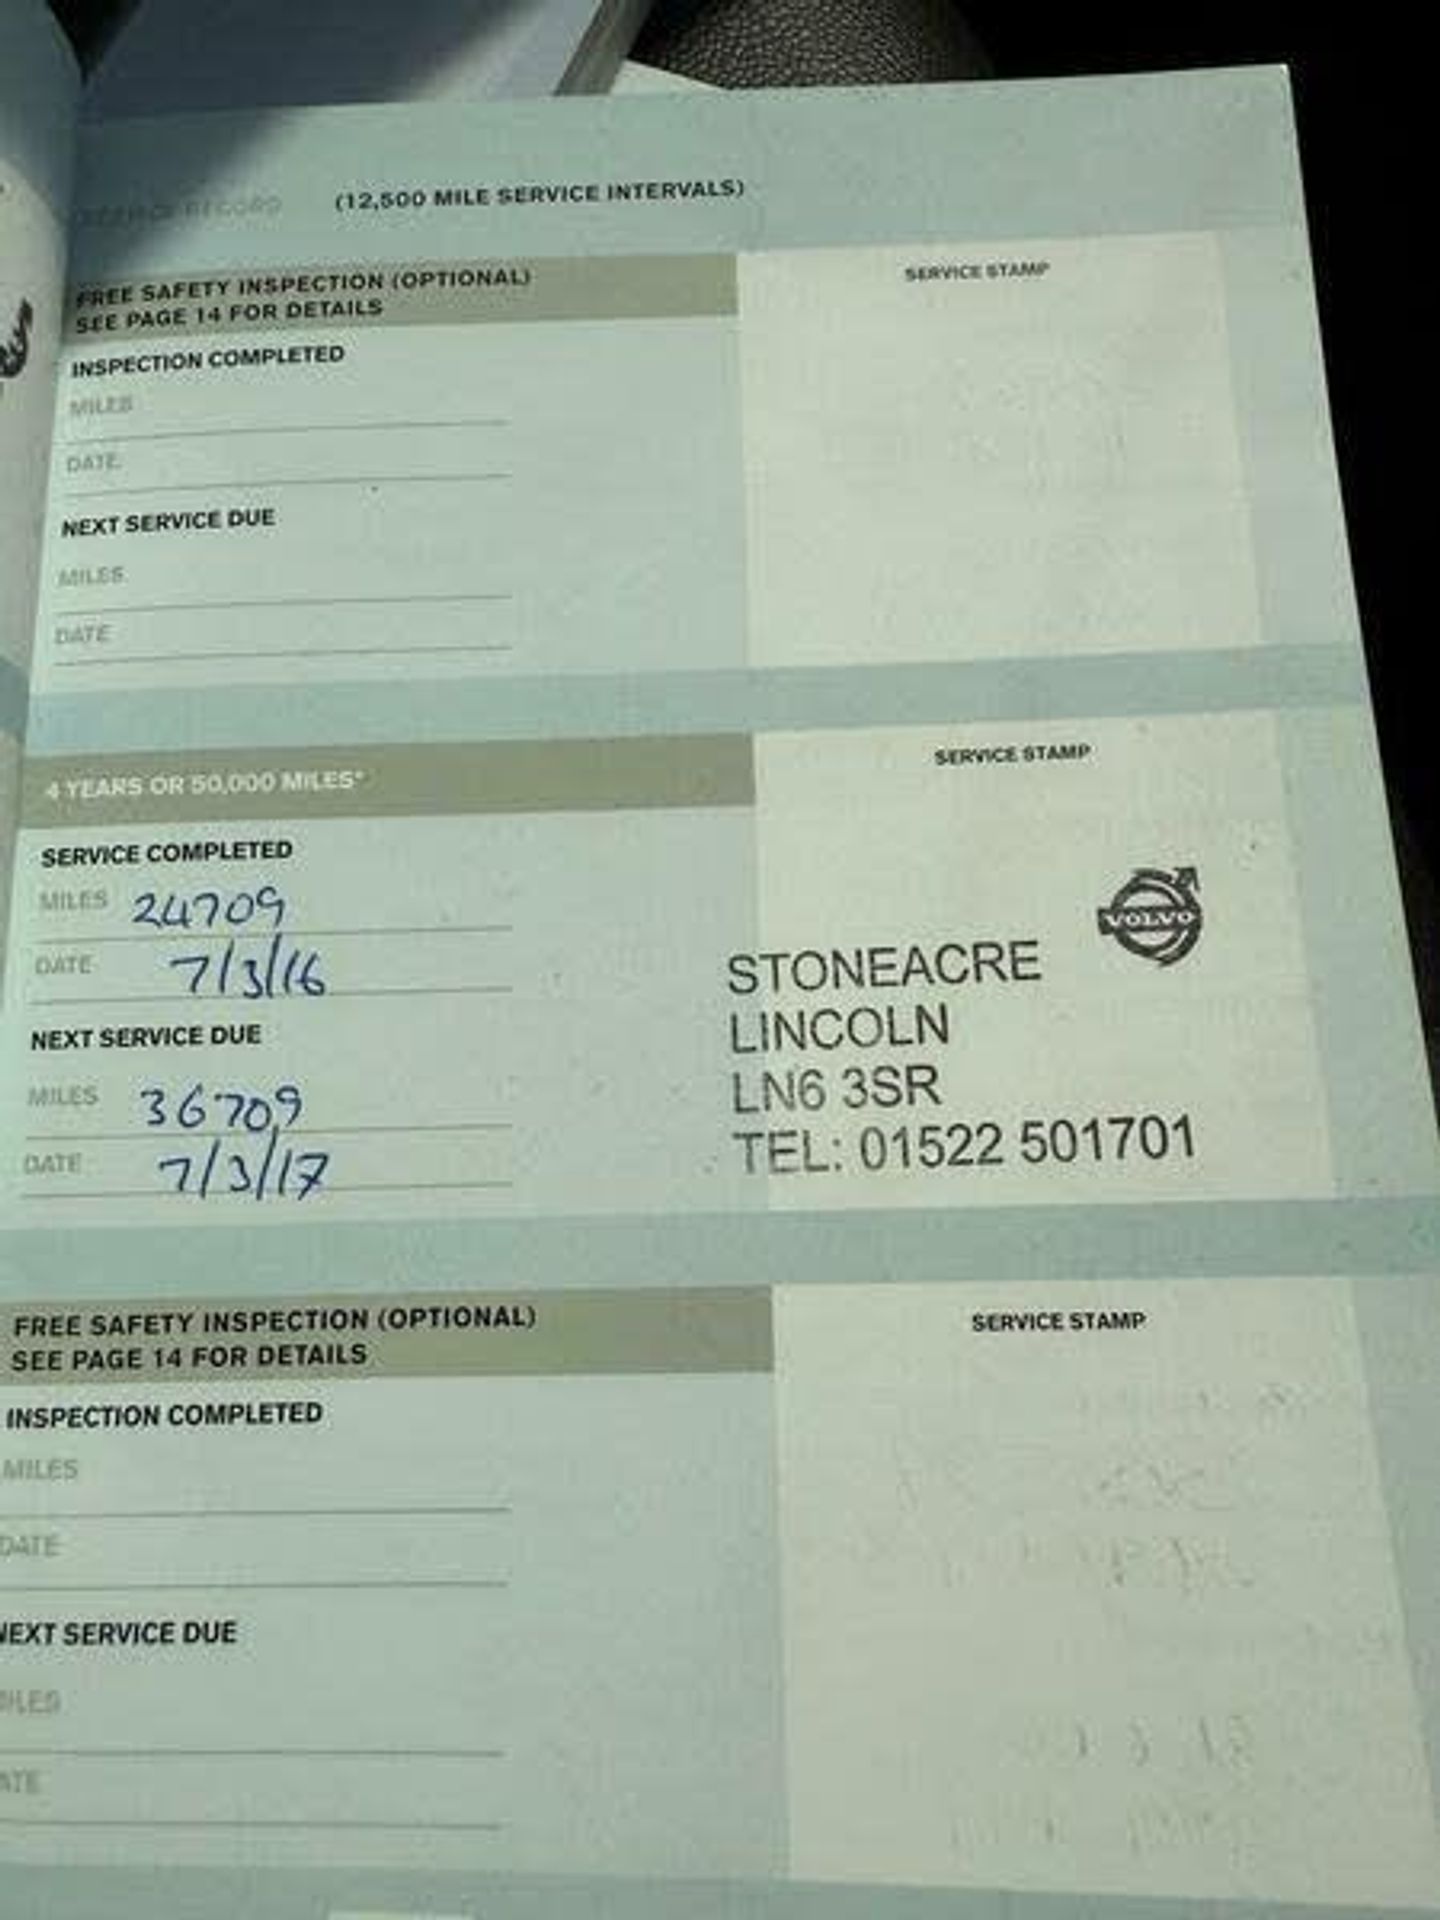 SERVICE RECORD (12,500 MILE SERVICE INTERVALS)
FREE SAFETY INSPECTION (OPTIONAL)
SEE PAGE 14 FOR DETAILS
SERVICE STAMP
INSPECTION COMPLETED
MILES
DATE
NEXT SERVICE DUE
MILES
DATE
4 YEARS OR 50,000 MILES*
SERVICE STAMP
SERVICE COMPLETED
MILES 24709
DATE 7/3/16
NEXT SERVICE DUE
MILES 36709
DATE 7/3/17
VOLVO
STONEACRE
LINCOLN
LN6 3SR
TEL: 01522 501701
FREE SAFETY INSPECTION (OPTIONAL)
SEE PAGE 14 FOR DETAILS
SERVICE STAMP
INSPECTION COMPLETED
MILES
DATE
NEXT SERVICE DUE
MILES
DATE